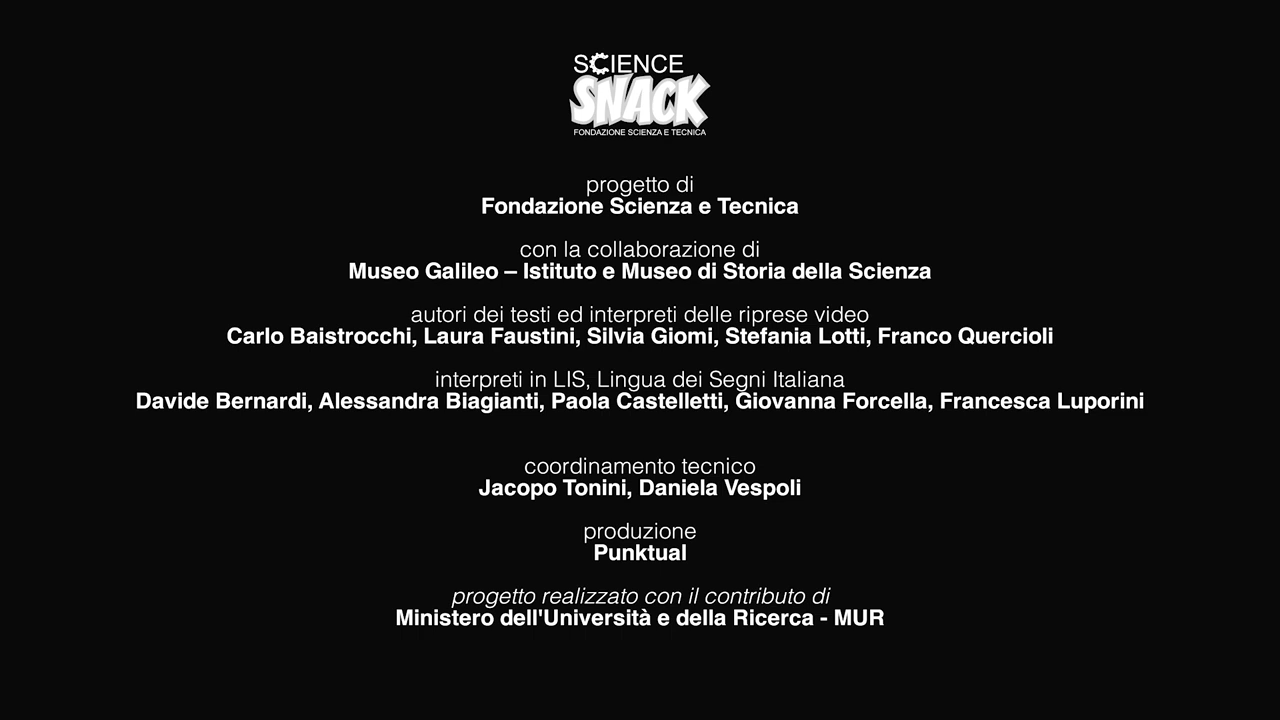 SCIENCE
SNACK
FONDAZIONE SCIENZA E TECNICA
progetto di
Fondazione Scienza e Tecnica
con la collaborazione di
Museo Galileo – Istituto e Museo di Storia della Scienza
autori dei testi ed interpreti delle riprese video
Carlo Baistrocchi, Laura Faustini, Silvia Giomi, Stefania Lotti, Franco Quercioli
interpreti in LIS, Lingua dei Segni Italiana
Davide Bernardi, Alessandra Biagianti, Paola Castelletti, Giovanna Forcella, Francesca Luporini
coordinamento tecnico
Jacopo Tonini, Daniela Vespoli
produzione
Punktual
progetto realizzato con il contributo di
Ministero dell'Università e della Ricerca - MUR